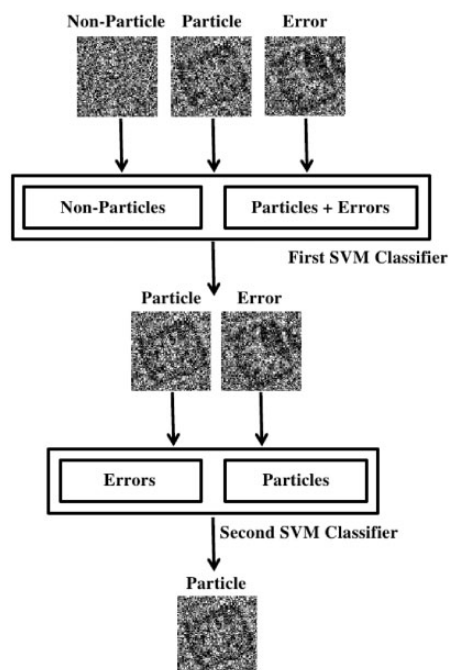 Non-Particle Particle Error
Non-Particles Particles + Errors
First SVM Classifier
Particle Error
Errors Particles
Second SVM Classifier
Particle